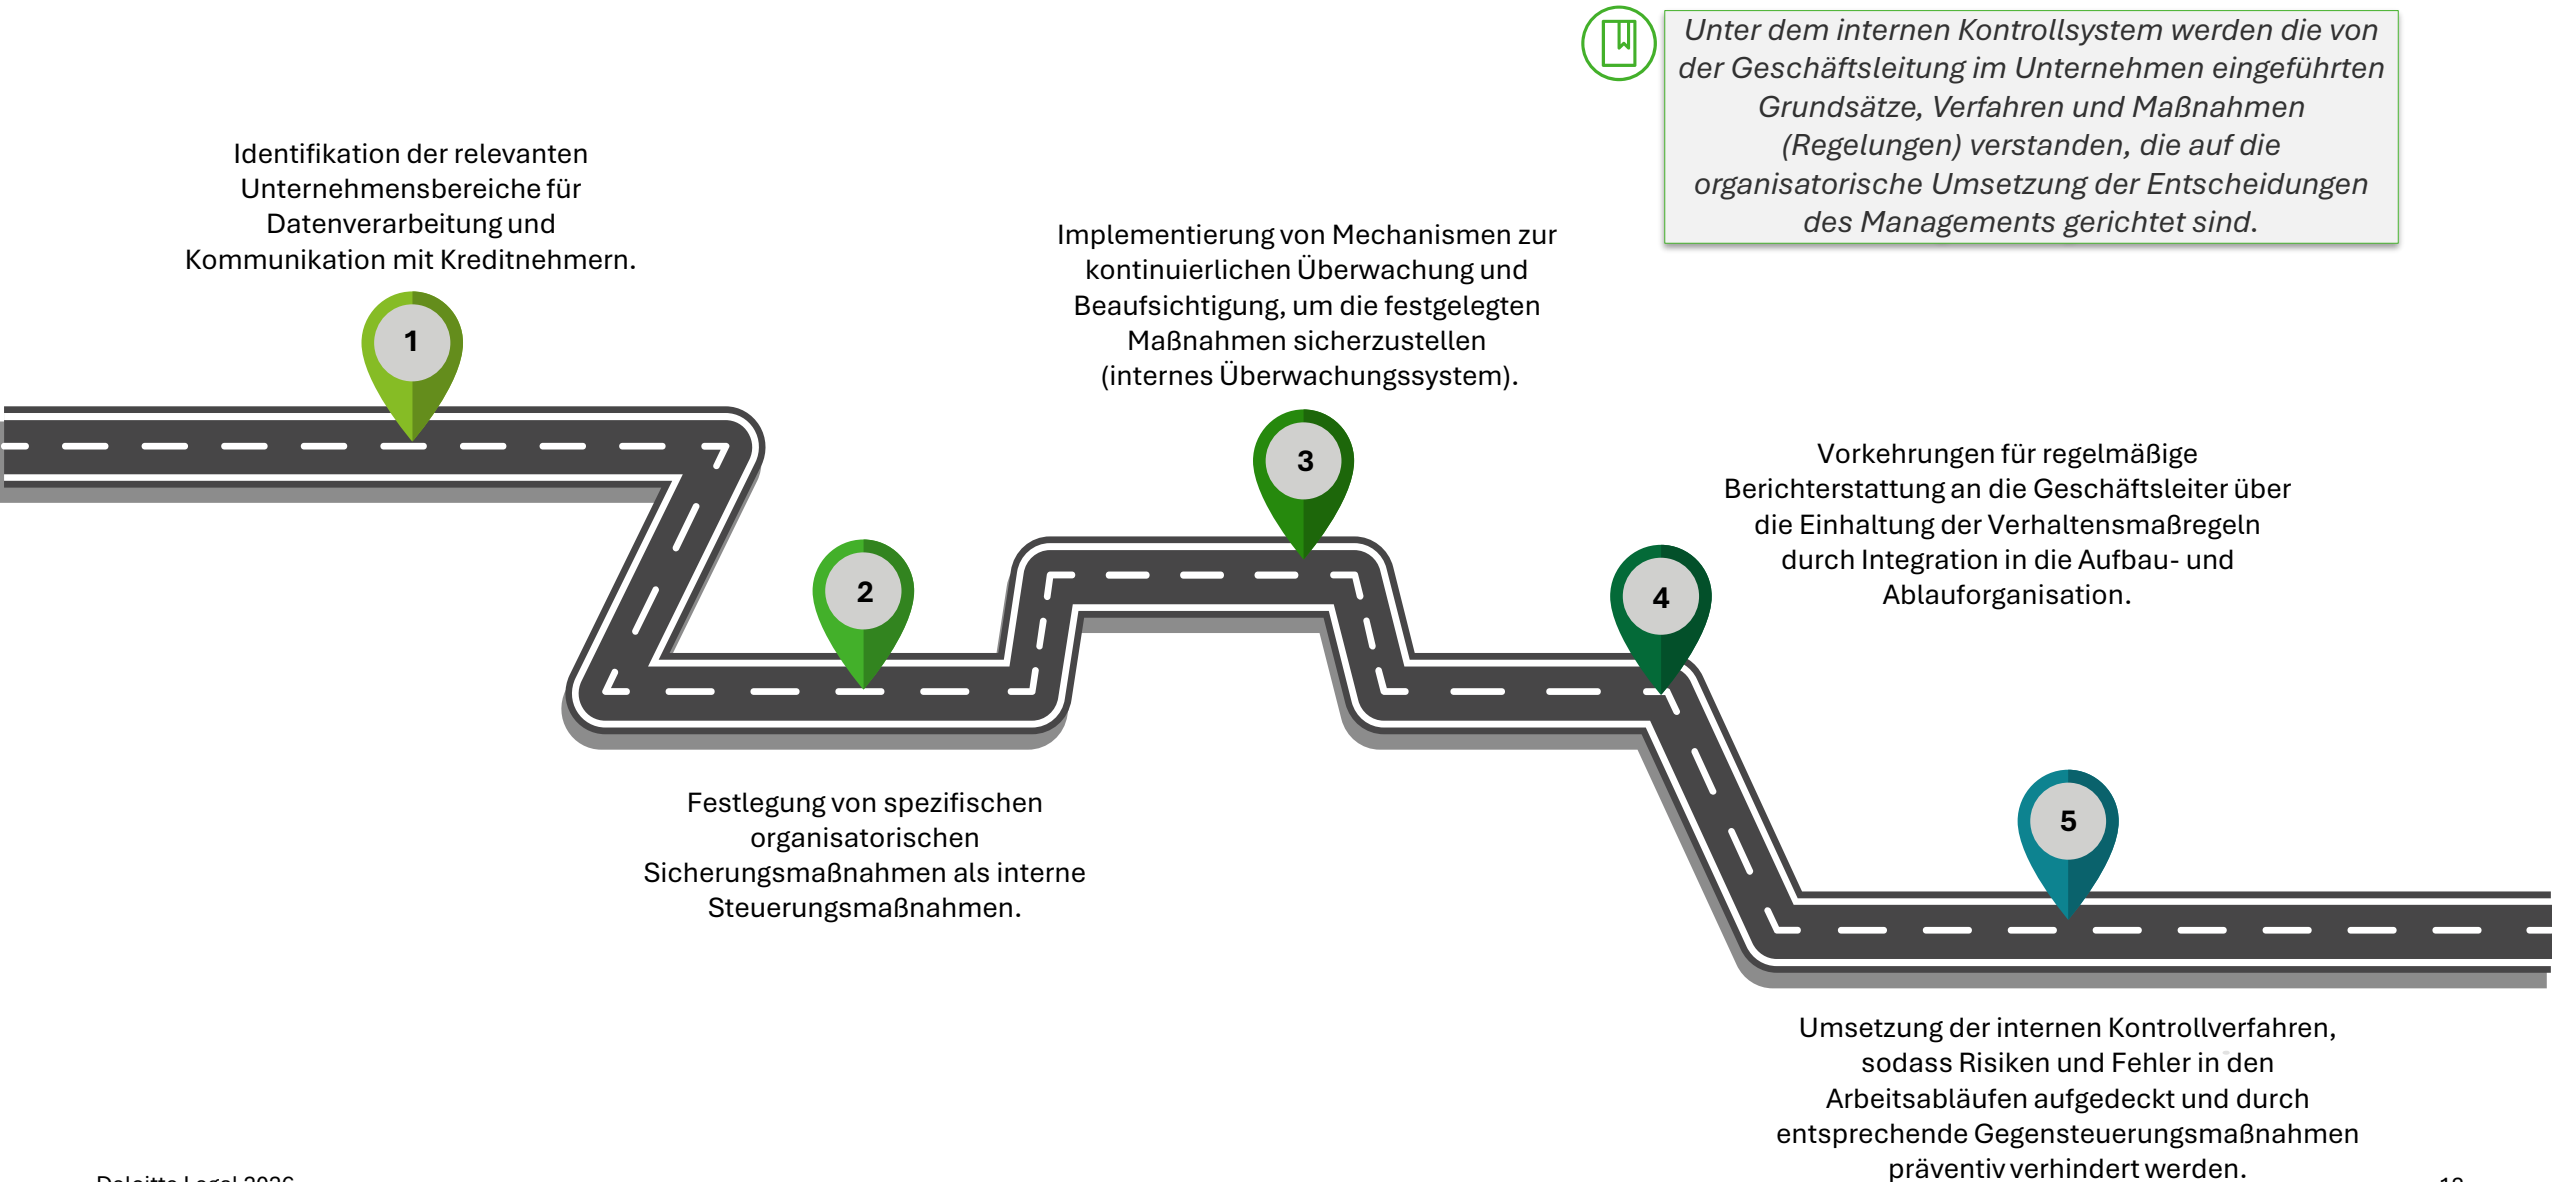 Unter dem internen Kontrollsystem werden die von
der Geschäftsleitung im Unternehmen eingeführten
Grundsätze, Verfahren und Maßnahmen
(Regelungen) verstanden, die auf die
organisatorische Umsetzung der Entscheidungen
des Managements gerichtet sind.
Identifikation der relevanten
Unternehmensbereiche für
Datenverarbeitung und
Kommunikation mit Kreditnehmern.
1
Festlegung von spezifischen
organisatorischen
Sicherungsmaßnahmen als interne
Steuerungsmaßnahmen.
2
Implementierung von Mechanismen zur
kontinuierlichen Überwachung und
Beaufsichtigung, um die festgelegten
Maßnahmen sicherzustellen
(internes Überwachungssystem).
3
Vorkehrungen für regelmäßige
Berichterstattung an die Geschäftsleiter über
die Einhaltung der Verhaltensmaßregeln
durch Integration in die Aufbau- und
Ablauforganisation.
4
5
Umsetzung der internen Kontrollverfahren,
sodass Risiken und Fehler in den
Arbeitsabläufen aufgedeckt und durch
entsprechende Gegensteuerungsmaßnahmen
präventiv verhindert werden.
Deloitte Legal 2026